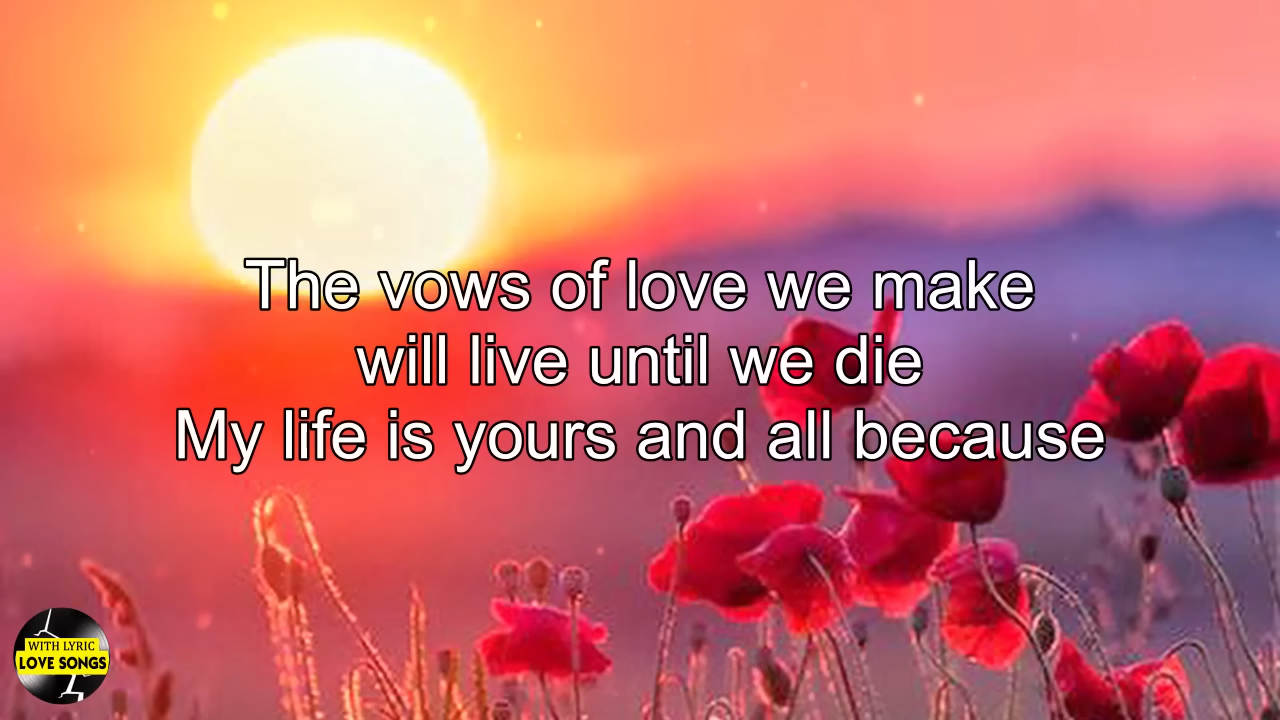 The vows of love we make
will live until we die
My life is yours and all because
WITH LYRIC
LOVE SONGS